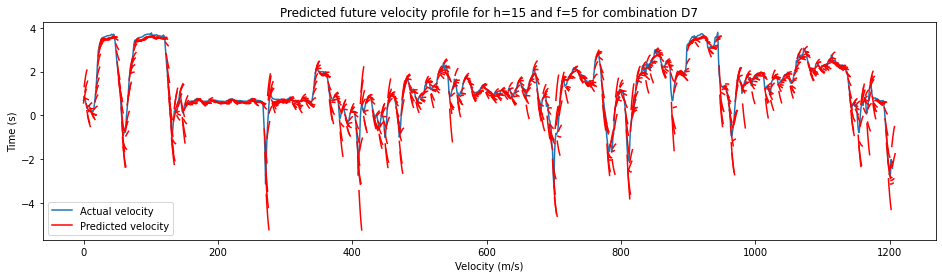 Predicted future velocity profile for h=15 and f=5 for combination D7
4
2
0
−2
−4
Time (s)
Actual velocity
Predicted velocity
0
200
400
600
800
1000
1200
Velocity (m/s)